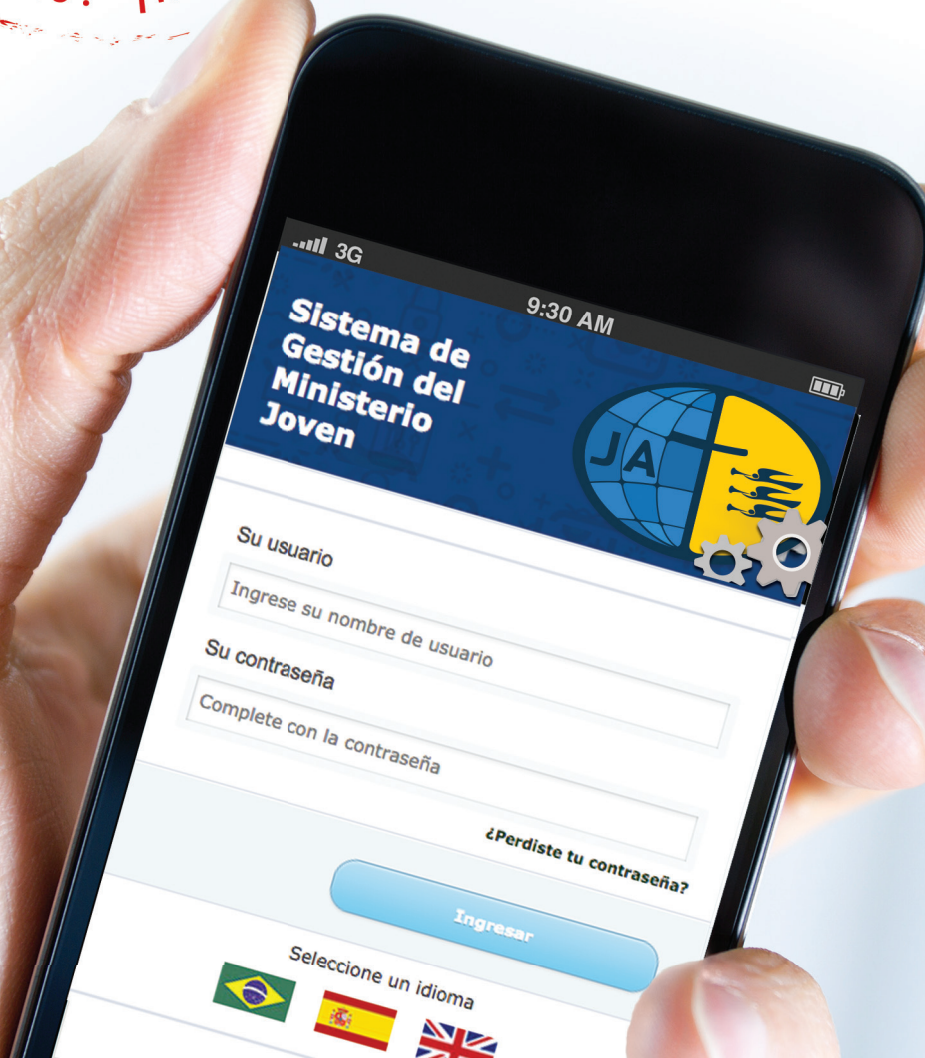 3G
9:30 AM
Sistema de
Gestión del
Ministerio
Joven
JA
Su usuario
Ingrese su nombre de usuario
Su contraseña
Complete con la contraseña
¿Perdiste tu contraseña?
Ingresar
Seleccione un idioma